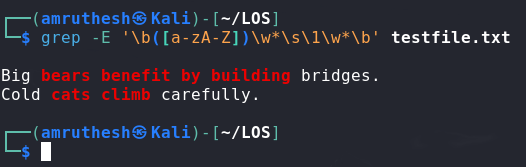 ┌──(amruthesh㉿Kali)-[~/LOS]
└─$ grep -E '\b([a-zA-Z])\w*\s\1\w*\b' testfile.txt
Big bears benefit by building bridges.
Cold cats climb carefully.
┌──(amruthesh㉿Kali)-[~/LOS]
└─$